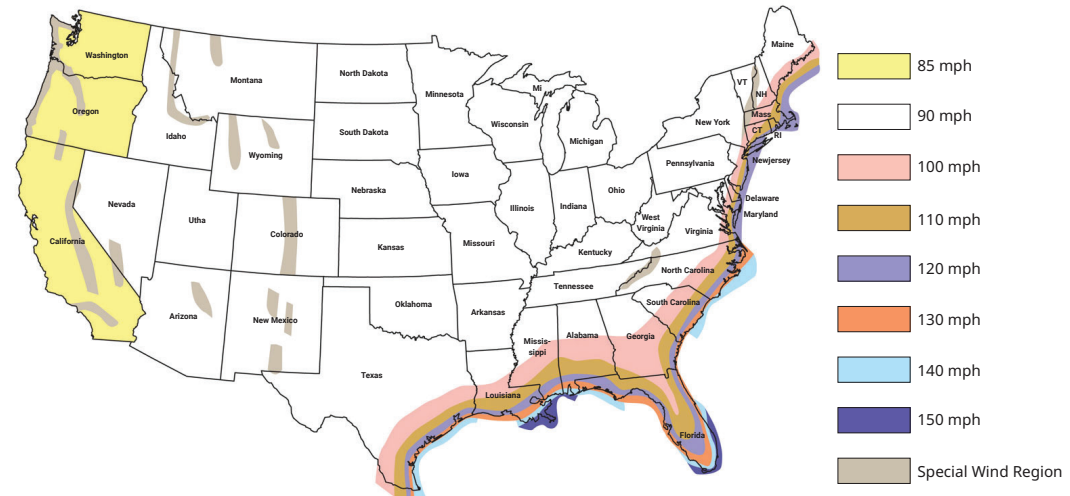 Washington
Oregon
California
Nevada
Idaho
Montana
Wyoming
Utha
Colorado
Arizona
New Mexico
North Dakota
South Dakota
Nebraska
Kansas
Oklahoma
Texas
Minnesota
Iowa
Missouri
Arkansas
Louisiana
Wisconsin
Mi
Michigan
Illinois
Indiana
Ohio
Kentucky
Tennessee
Missis-
sippi
Alabama
Georgia
Florida
South Carolina
North Carolina
Virginia
West
Virginia
Pennsylvania
New York
VT
NH
Maine
Mass
CT
RI
Newjersey
Delaware
Maryland
85 mph
90 mph
100 mph
110 mph
120 mph
130 mph
140 mph
150 mph
Special Wind Region